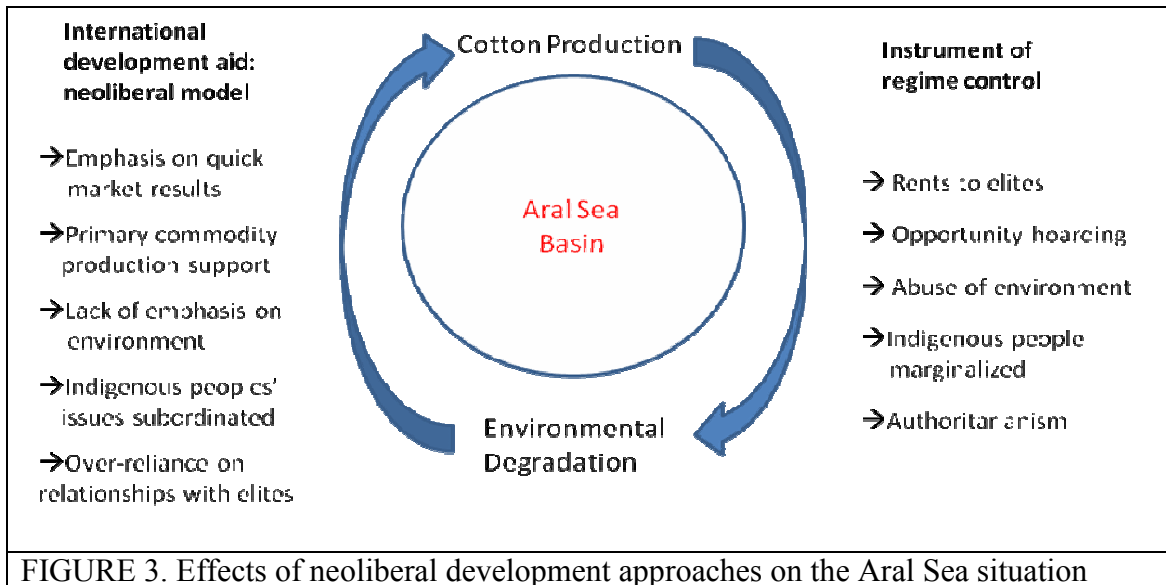 International
development aid:
neoliberal model
→Emphasis on quick
market results
→Primary commodity
production support
→Lack of emphasis on
environment
→Indigenous peoples'
issues subordinated
→Over-reliance on
relationships with elites
Cotton Production
Aral Sea
Basin
Environmental
Degradation
Instrument of
regime control
→ Rents to elites
→ Opportunity hoarding
→ Abuse of environment
→Indigenous people
marginalized
→Authoritarianism
FIGURE 3. Effects of neoliberal development approaches on the Aral Sea situation